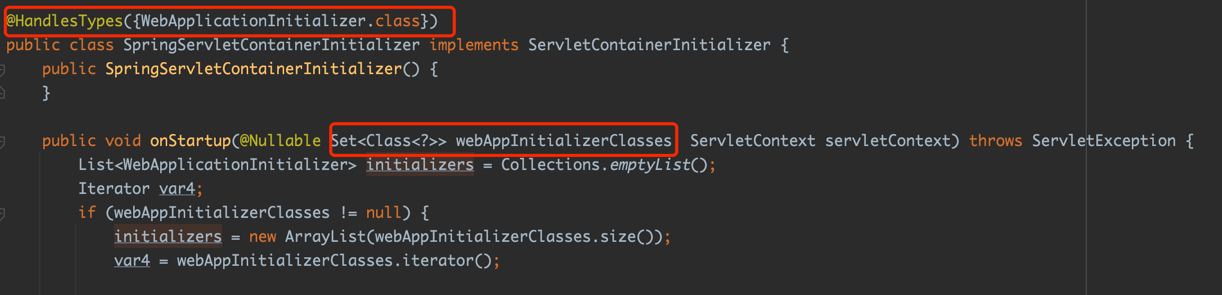 @HandlesTypes({WebApplicationInitializer.class})
public class SpringServletContainerInitializer implements ServletContainerInitializer {
    public SpringServletContainerInitializer() {
    }

    public void onStartup(@Nullable Set<Class<?>> webAppInitializerClasses  ServletContext servletContext) throws ServletException {
        List<WebApplicationInitializer> initializers = Collections.emptyList();
        Iterator var4;
        if (webAppInitializerClasses != null) {
            initializers = new ArrayList(webAppInitializerClasses.size());
            var4 = webAppInitializerClasses.iterator();